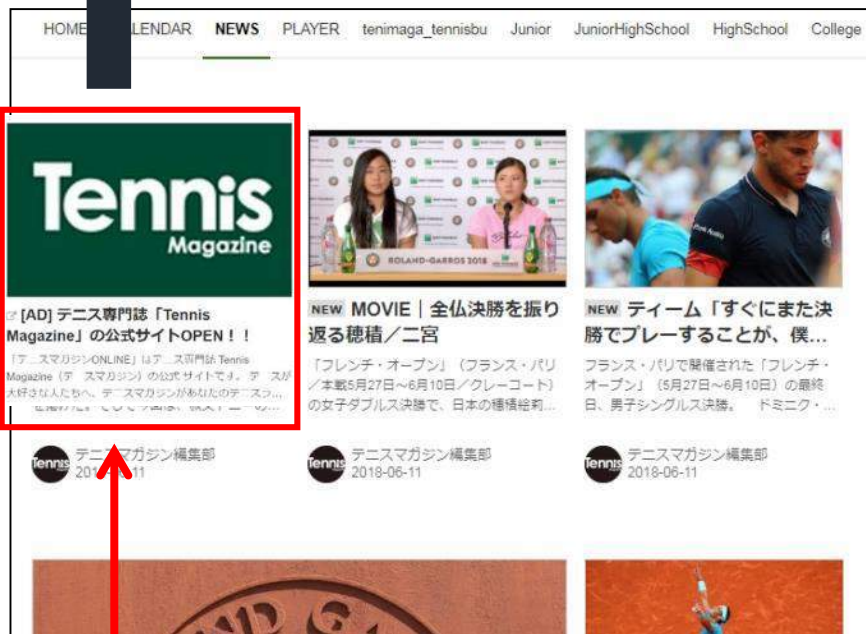 HOME LENDAR NEWS PLAYER tenimaga_tennisbu Junior JuniorHighSchool HighSchool College
Tennis
Magazine
[AD] テニス専門誌「Tennis
Magazine」の公式サイトOPEN！！
「テニスマガジンONLINE」はテニス専門誌 Tennis
Magazine（テニスマガジン）の公式サイトです。テニスが
大好きな人たちへ、テニスマガジンがあなたのテニスラ...
Tennis
テニスマガジン編集部
ROLAND-GARROS 2018
NEW MOVIE｜全仏決勝を振り
返る穂積／二宮
「フレンチ・オープン」（フランス・パリ
／本戦5月27日～6月10日／クレーコート）
の女子ダブルス決勝で、日本の穂積絵莉...
Tennis
テニスマガジン編集部
2018-06-11
NEW ティーム「すぐにまた決
勝でプレーすることが、僕...
フランス・パリで開催された「フレンチ・
オープン」（5月27日～6月10日）の最終
日、男子シングルス決勝。 ドミニク・...
Tennis
テニスマガジン編集部
2018-06-11